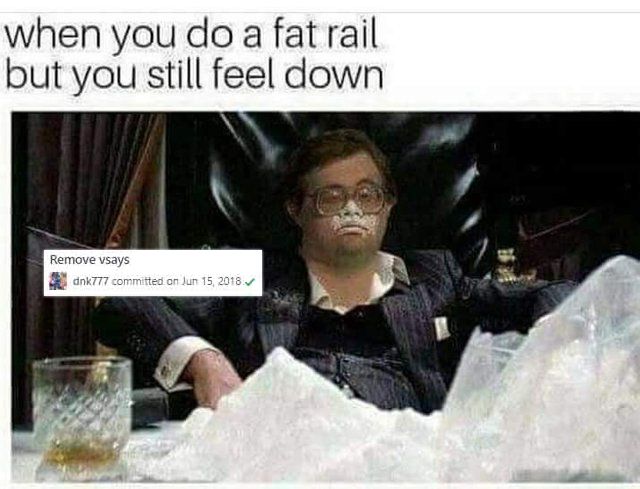 when you do a fat rail
but you still feel down
Remove vsays
dnk777 committed on Jun 15, 2018